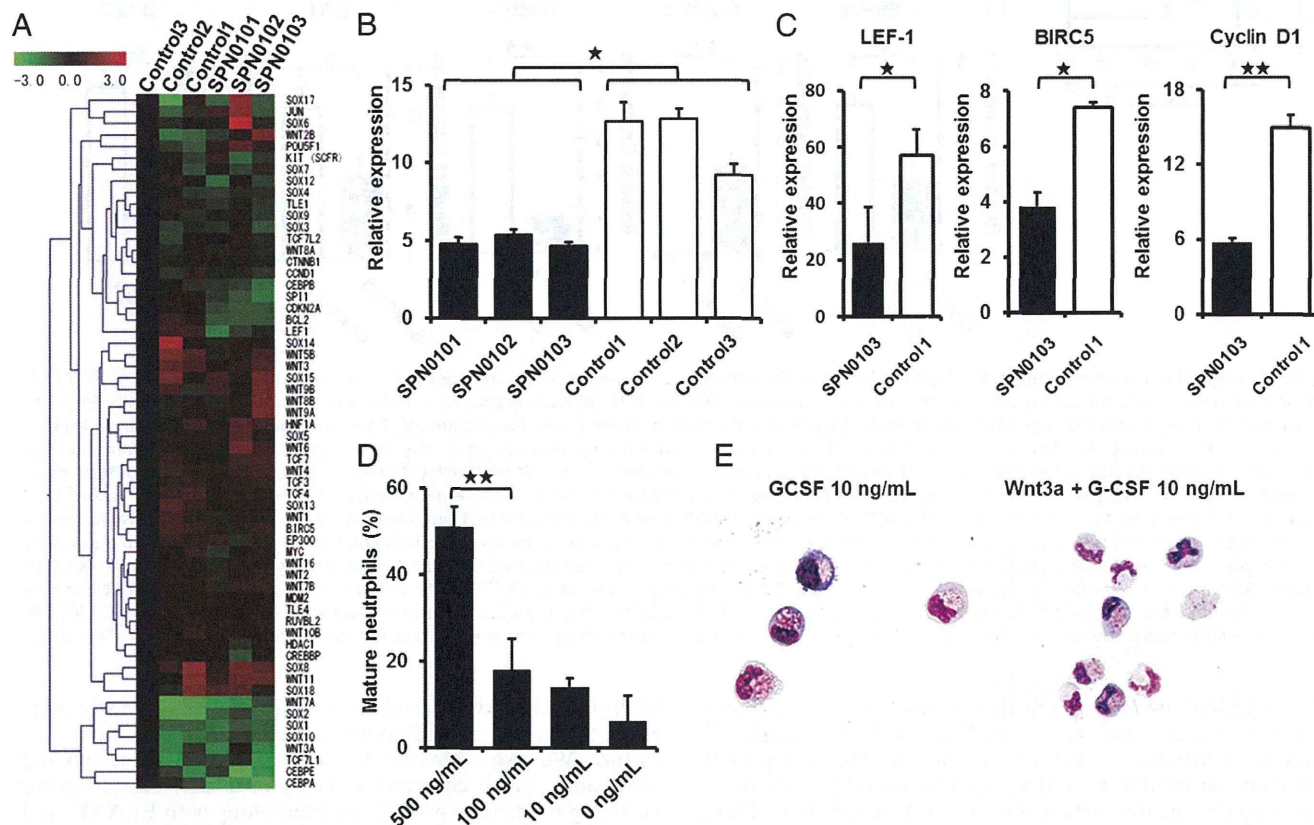 A
-3.0 0.0 3.0
Control3
Control2
Control1
SPN0101
SPN0102
SPN0103
SOX17
JUN
SOX6
WNT2B
POU5F1
KIT (SCFR)
SOX7
SOX12
SOX4
TLE1
SOX9
SOX3
TCF7L2
WNT8A
CTNNB1
CCND1
CEBPB
SPI1
CDKN2A
BCL2
LEF1
SOX14
WNT5B
WNT3
SOX15
WNT9B
WNT8B
WNT9A
HNF1A
SOX5
WNT6
TCF7
WNT4
TCF3
TCF4
SOX13
WNT1
BIRC5
EP300
MYC
WNT16
WNT2
WNT7B
MDM2
TLE4
RUVBL2
WNT10B
HDAC1
CREBBP
SOX8
WNT11
SOX18
WNT7A
SOX2
SOX1
SOX10
WNT3A
TCF7L1
CEBPE
CEBPA
B
★
Relative expression
15
10
5
0
SPN0101
SPN0102
SPN0103
Control1
Control2
Control3
C
LEF-1
★
Relative expression
80
60
40
20
0
SPN0103
Control1
BIRC5
★
Relative expression
8
6
4
2
0
SPN0103
Control1
Cyclin D1
★★
Relative expression
18
12
6
0
SPN0103
Control1
D
★★
Mature neutrphils (%)
60
40
20
0
500 ng/mL
100 ng/mL
10 ng/mL
0 ng/mL
E
GCSF 10 ng/mL
Wnt3a + G-CSF 10 ng/mL